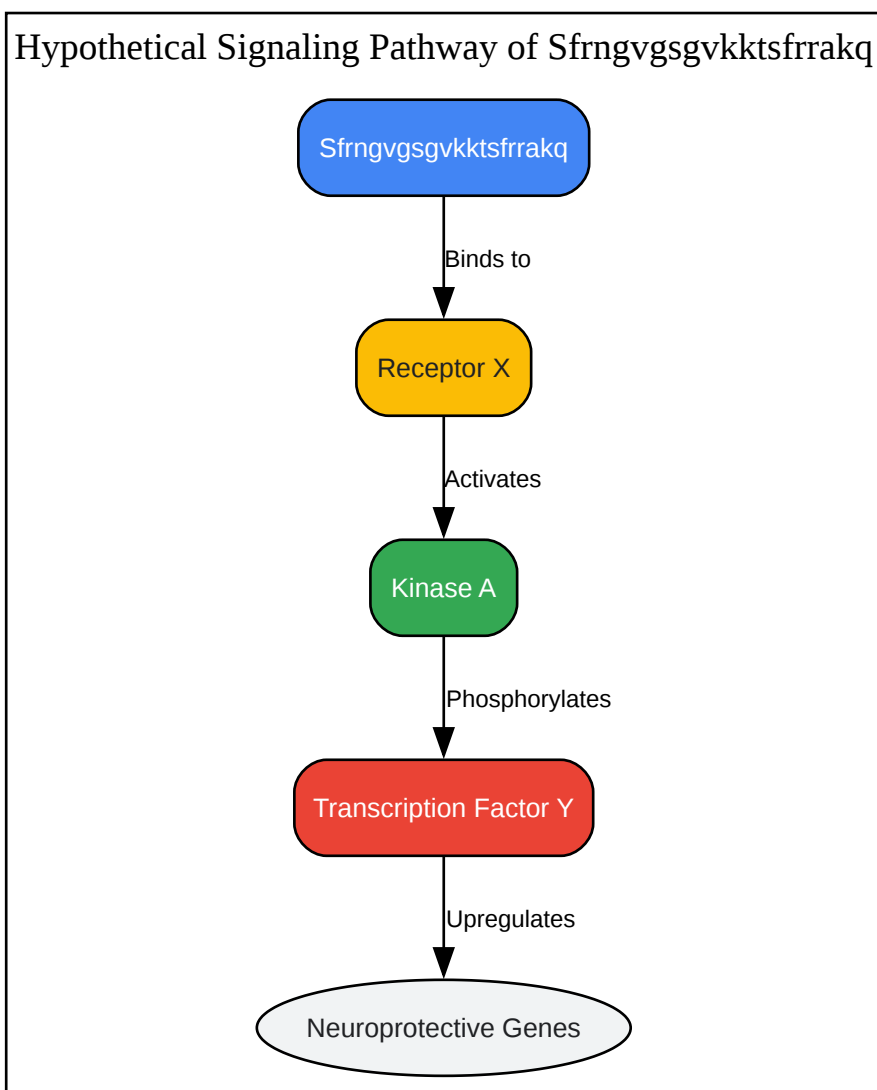 Hypothetical Signaling Pathway of Sfrngvgsgvkktsfrrakq
Sfrngvgsgvkktsfrrakq
Binds to
Receptor X
Activates
Kinase A
Phosphorylates
Transcription Factor Y
Upregulates
Neuroprotective Genes